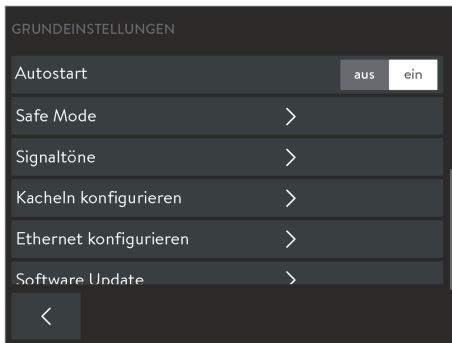 GRUNDEINSTELLUNGEN
Autostart aus ein
Safe Mode
Signaltöne
Kacheln konfigurieren
Ethernet konfigurieren
Software Update